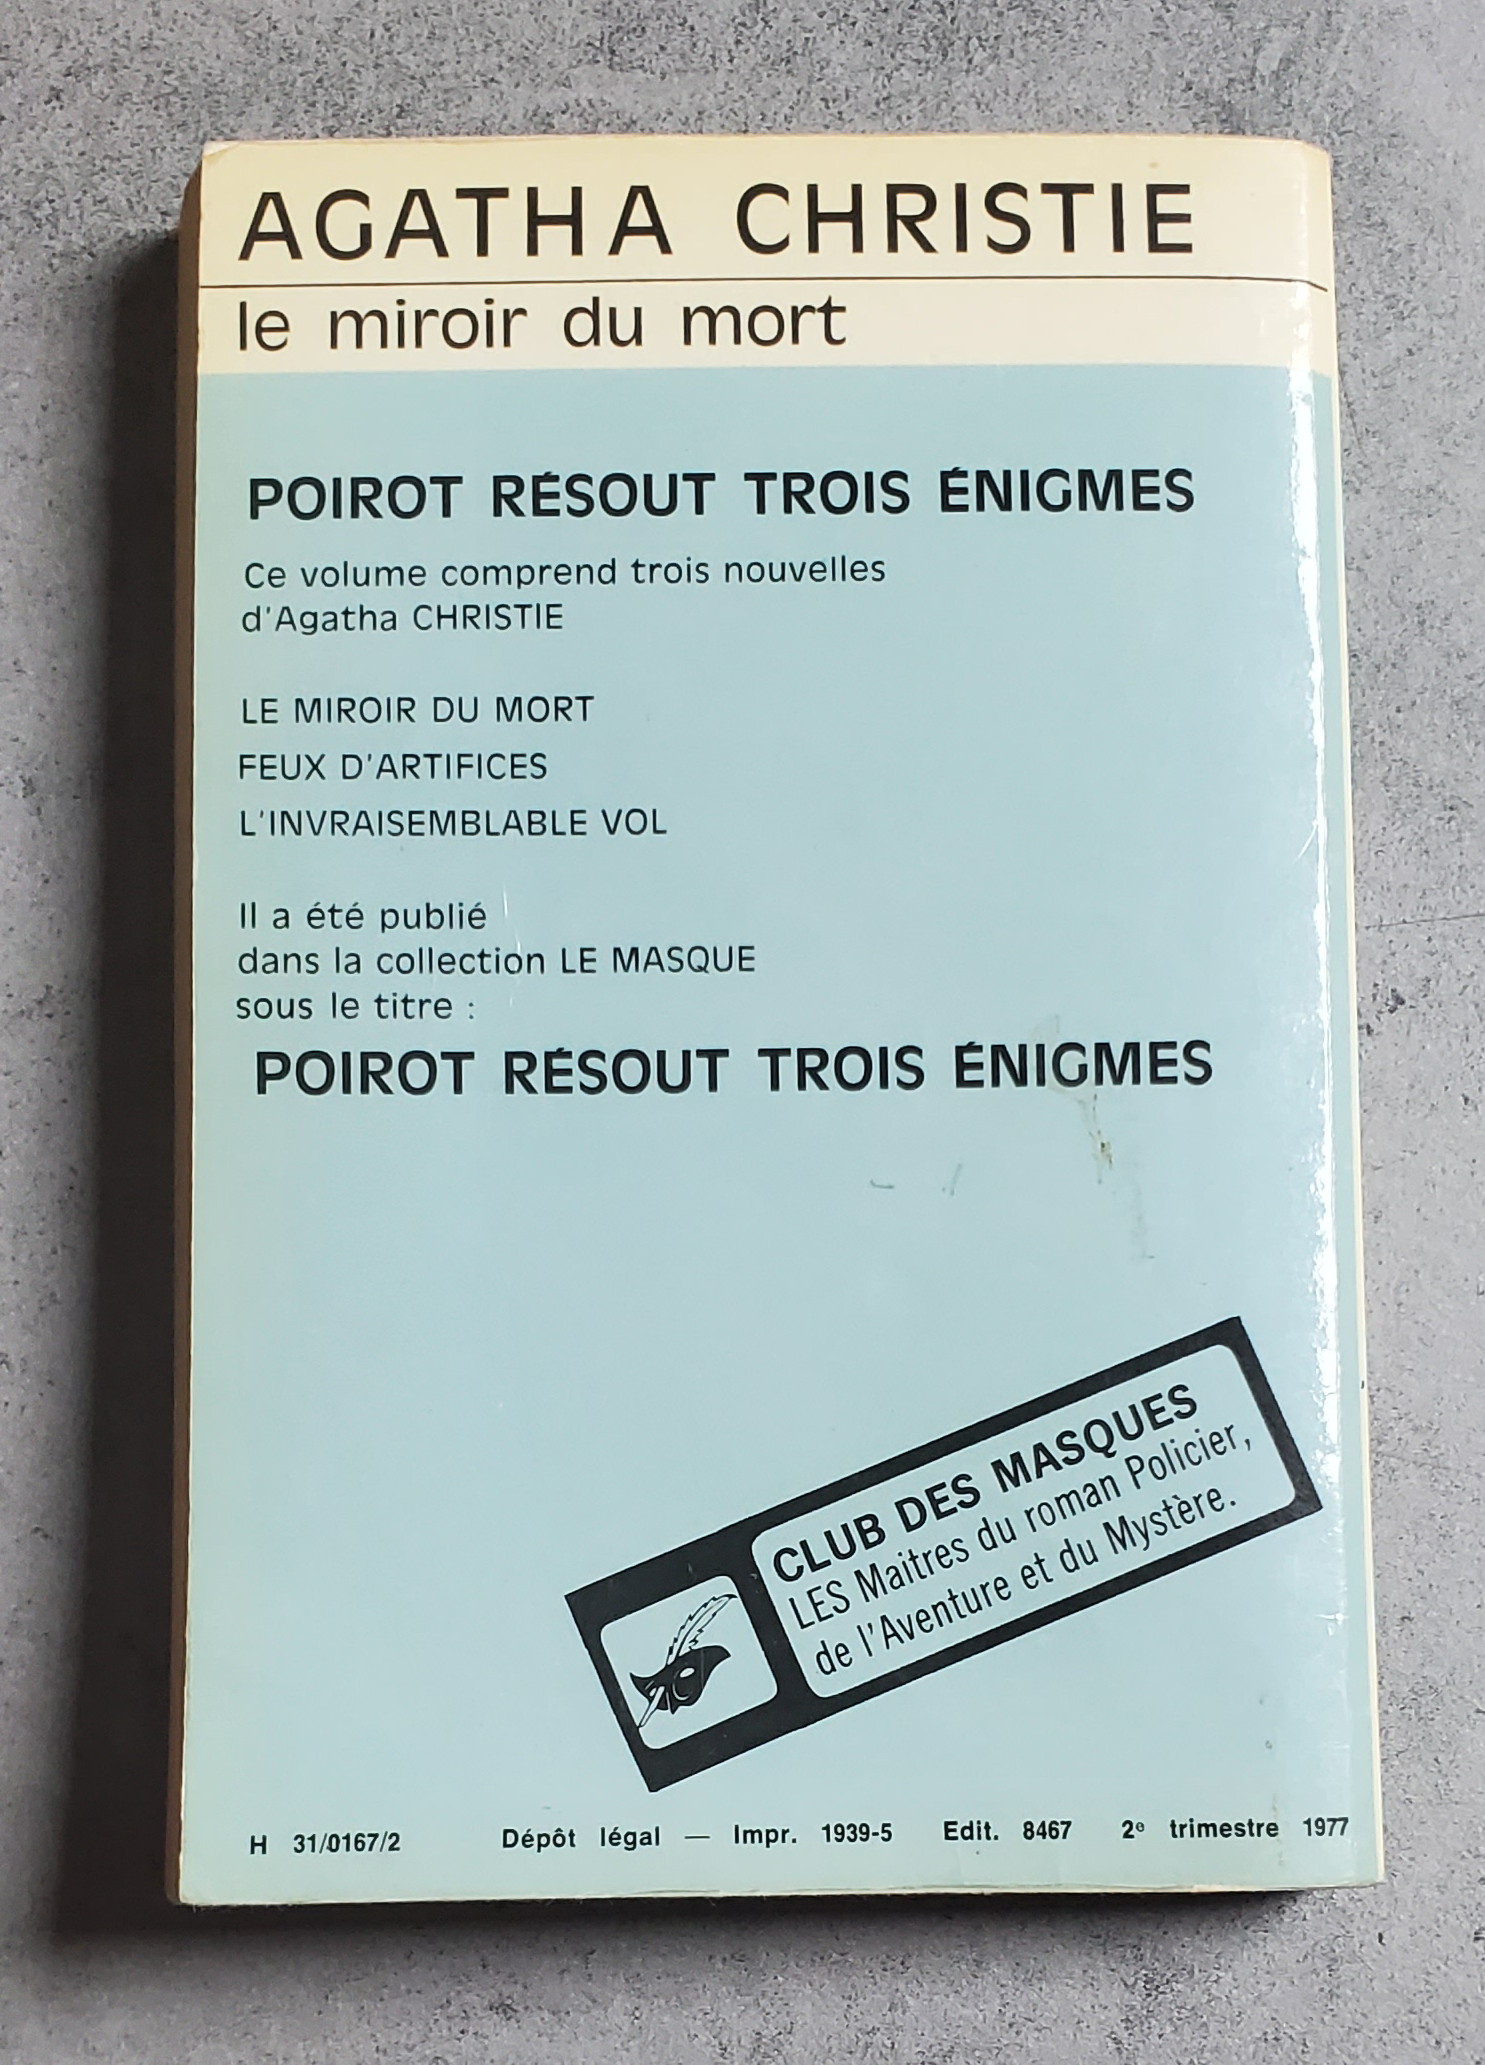 AGATHA CHRISTIE
le miroir du mort
POIROT RÉSOUT TROIS ÉNIGMES
Ce volume comprend trois nouvelles
d'Agatha CHRISTIE
LE MIROIR DU MORT
FEUX D'ARTIFICES
L'INVRAISEMBLABLE VOL
Il a été publié
dans la collection LE MASQUE
sous le titre :
POIROT RÉSOUT TROIS ÉNIGMES
CLUB DES MASQUES
LES Maitres du roman Policier,
de l'Aventure et du Mystère.
H 31/0167/2 Dépôt légal — Impr. 1939-5 Edit. 8467 2e trimestre 1977